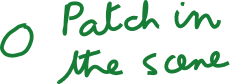 Patch in
the scene